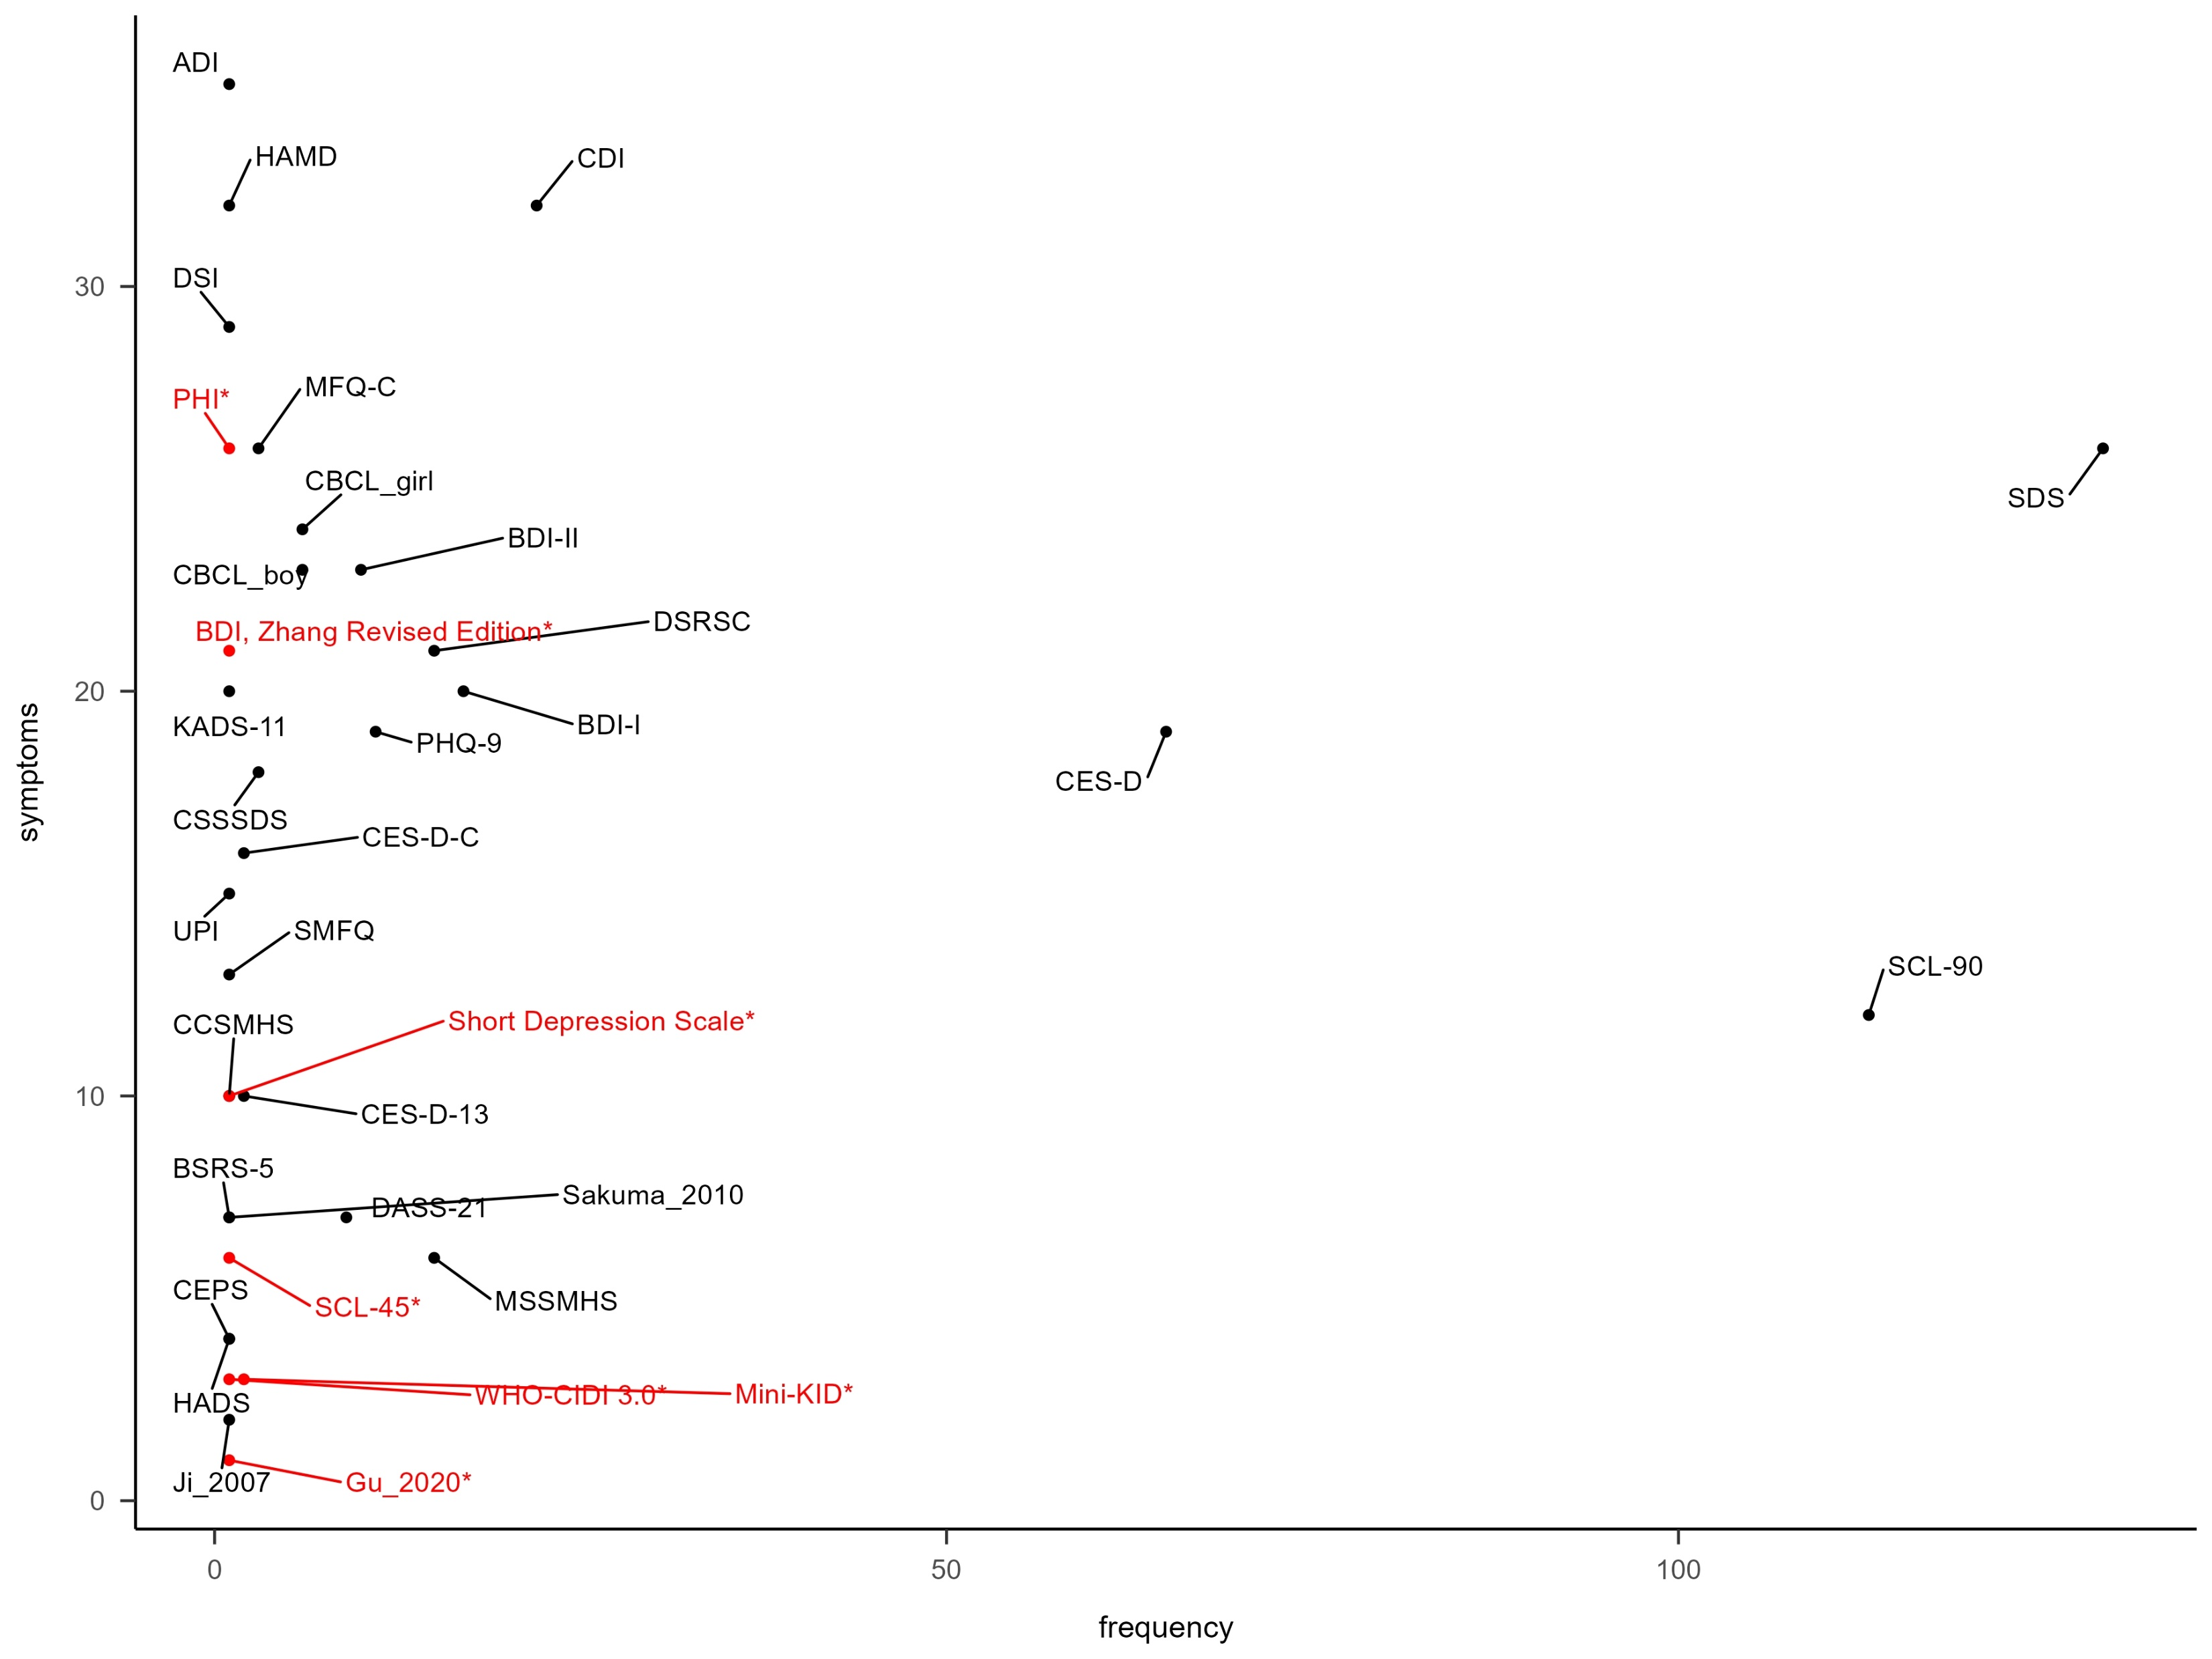 ADI
HAMD
CDI
DSI
30
MFQ-C
PHI*
CBCL_girl
SDS
BDI-II
CBCL_boy
DSRSC
BDI, Zhang Revised Edition*
20
KADS-11
BDI-I
PHQ-9
CES-D
symptoms
CSSSDS
CES-D-C
UPI
SMFQ
SCL-90
CCSMHS
Short Depression Scale*
10
CES-D-13
BSRS-5
Sakuma_2010
DASS-21
CEPS
MSSMHS
SCL-45*
WHO-CIDI 3.0*
Mini-KID*
HADS
Ji_2007
Gu_2020*
0
0
50
100
frequency